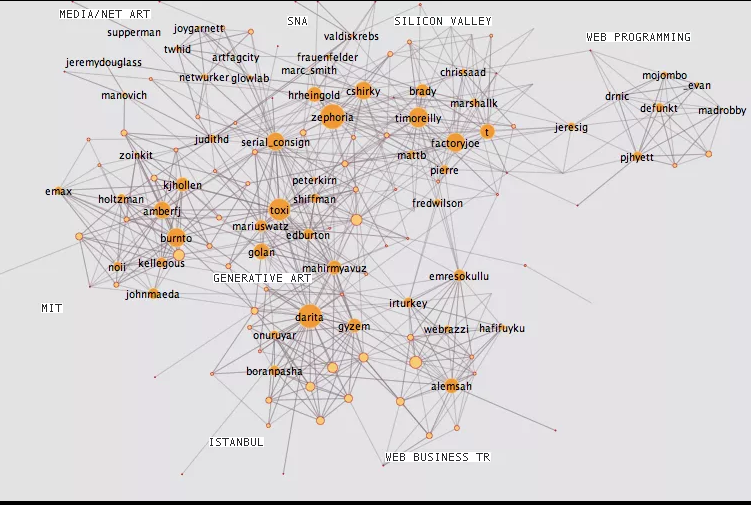 MEDIA/NET ART
SNA
SILICON VALLEY
supperman
joygarnett
valdiskrebs
WEB PROGRAMMING
twhid
artfagcity
frauenfelder
jeremydouglass
marc_smith
chrissaad
mojombo
netwurker
glowlab
_evan
manovich
hrheingold
cshirky
brady
marshallk
drnic
defunkt
madrobby
zephoria
timoreilly
t
jeresig
judithd
serial_consign
factoryjoe
zoinkit
mattb
pjhyett
pierre
kjhollen
peterkirn
emax
holtzman
shiffman
fredwilson
amberfj
toxi
mariuswatz
burnto
edburton
golan
noii
kellegous
mahirmyavuz
GENERATIVE ART
emresokullu
johnmaeda
MIT
irturkey
darita
gyzem
webrazzi
hafifuyku
onuruyar
boranpasha
alemsah
ISTANBUL
WEB BUSINESS TR